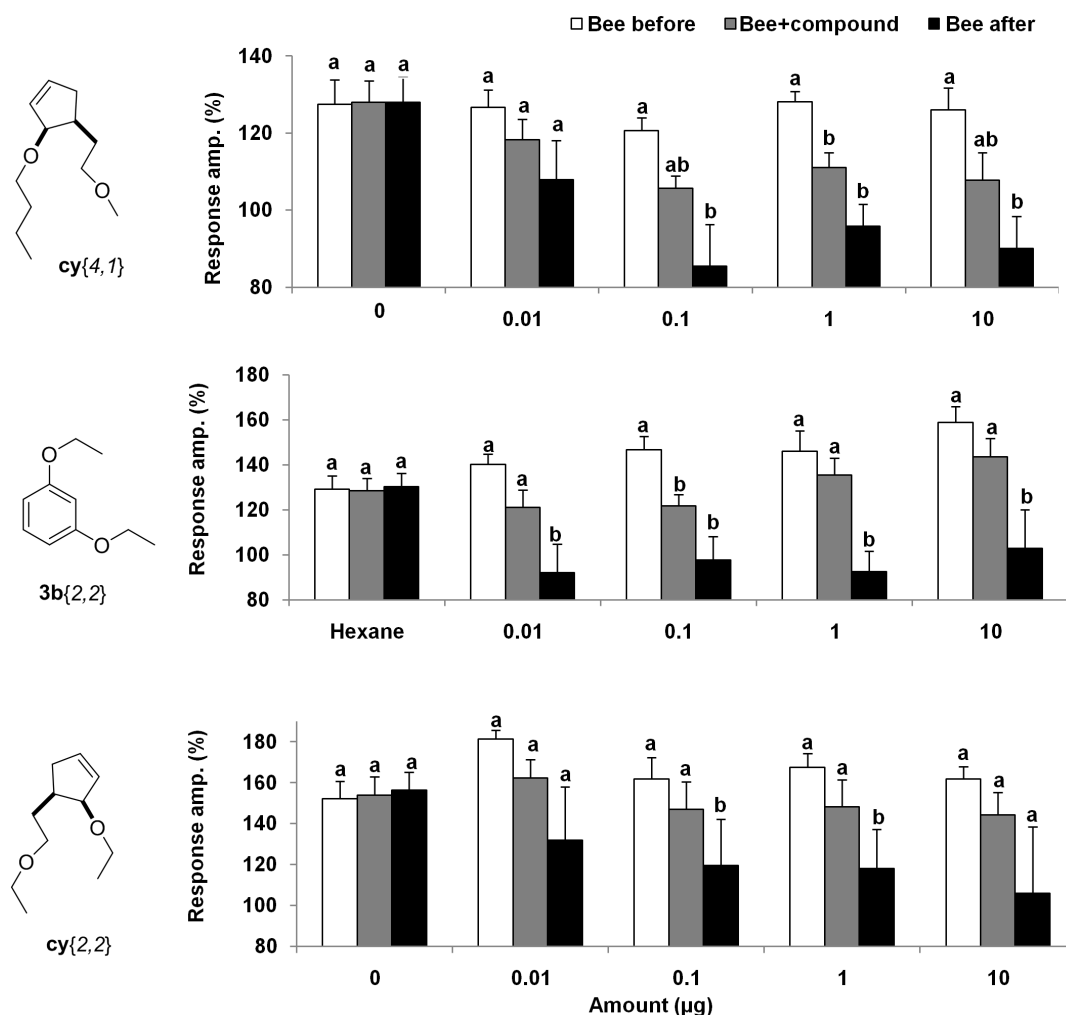 Bee before Bee+compound Bee after
Response amp. (%)
140
120
100
80
a a a a a a a ab b a b b a ab b
0 0.01 0.1 1 10
O
O
cy{4,1}
Response amp. (%)
180
160
140
120
100
80
a a a a a b a b b a a b a a b
Hexane 0.01 0.1 1 10
O
O
3b{2,2}
Response amp. (%)
180
160
140
120
100
80
a a a a a a a a b a a b a a a
0 0.01 0.1 1 10
O
O
cy{2,2}
Amount (µg)